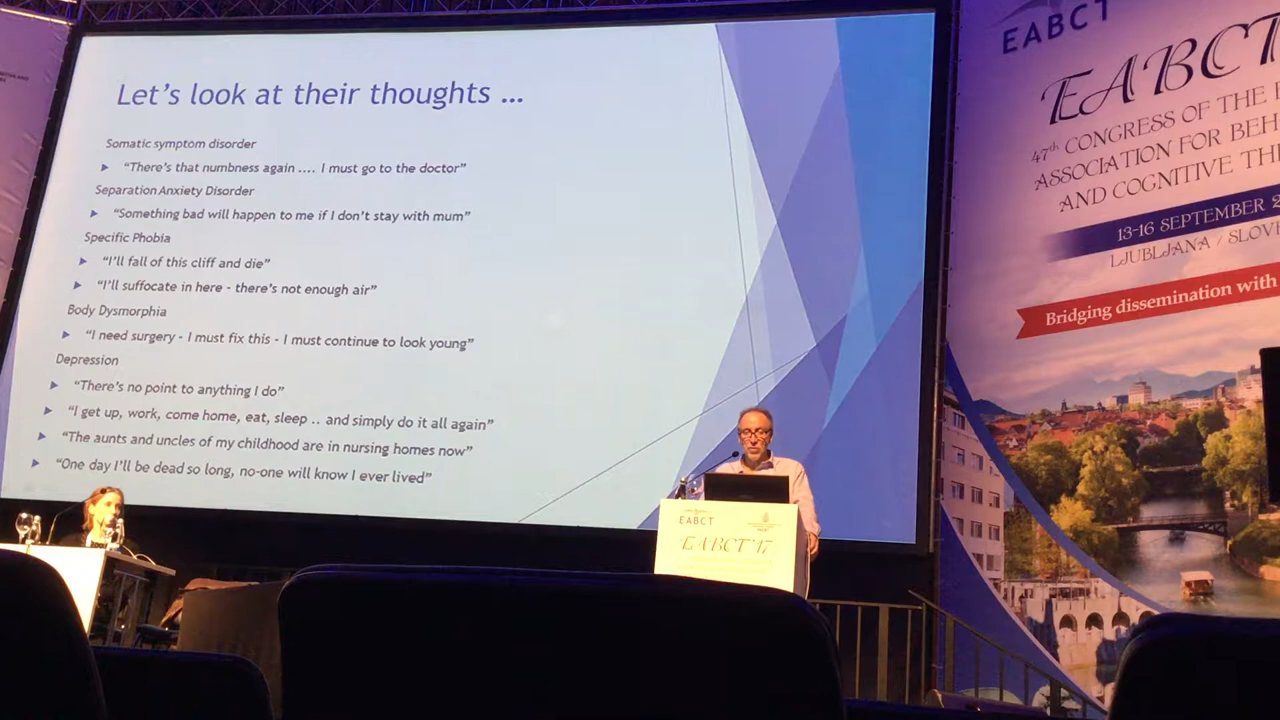 Let's look at their thoughts ...
Somatic symptom disorder
"There's that numbness again .... I must go to the doctor"
Separation Anxiety Disorder
"Something bad will happen to me if I don't stay with mum"
Specific Phobia
"I'll fall of this cliff and die"
"I'll suffocate in here - there's not enough air"
Body Dysmorphia
"I need surgery - I must fix this - I must continue to look young"
Depression
"There's no point to anything I do"
"I get up, work, come home, eat, sleep .. and simply do it all again"
"The aunts and uncles of my childhood are in nursing homes now"
"One day I'll be dead so long, no-one will know I ever lived"
EABCT
EABCT
47th CONGRESS OF THE
ASSOCIATION FOR
AND COGNITIVE
13-16 SEPTEMBER
LJUBLJANA /
Bridging dissemination with
EABCT
EABCT'17